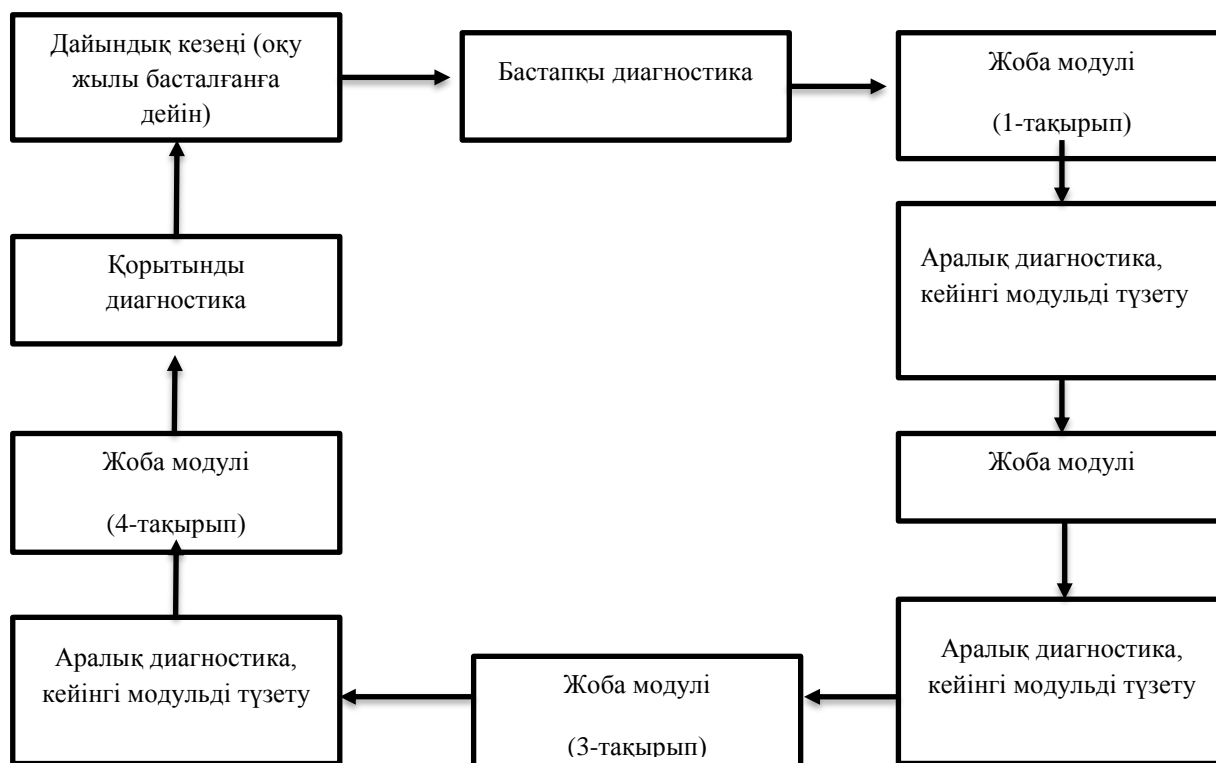 Дайындық кезеңі (оқу
жылы басталғанға
дейін)
Бастапқы диагностика
Жоба модулі
(1-тақырып)
Аралық диагностика,
кейінгі модульді түзету
Жоба модулі
Аралық диагностика,
кейінгі модульді түзету
Жоба модулі
(3-тақырып)
Аралық диагностика,
кейінгі модульді түзету
Жоба модулі
(4-тақырып)
Қорытынды
диагностика